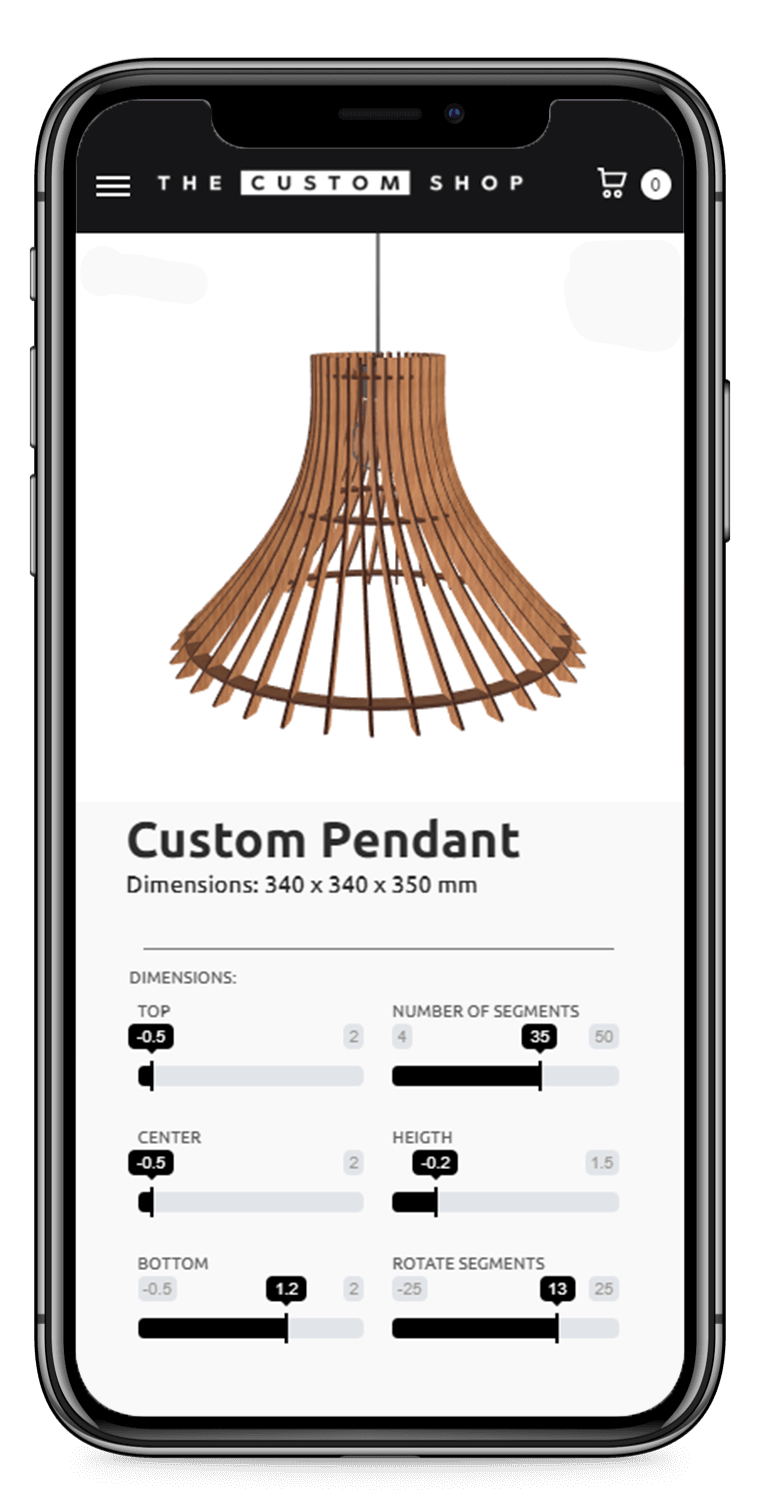 THE CUSTOM SHOP 0
Custom Pendant
Dimensions: 340 x 340 x 350 mm
DIMENSIONS:
TOP
-0.5 2
NUMBER OF SEGMENTS
4 35 50
CENTER
-0.5 2
HEIGTH
-0.2 1.5
BOTTOM
-0.5 1.2 2
ROTATE SEGMENTS
-25 13 25